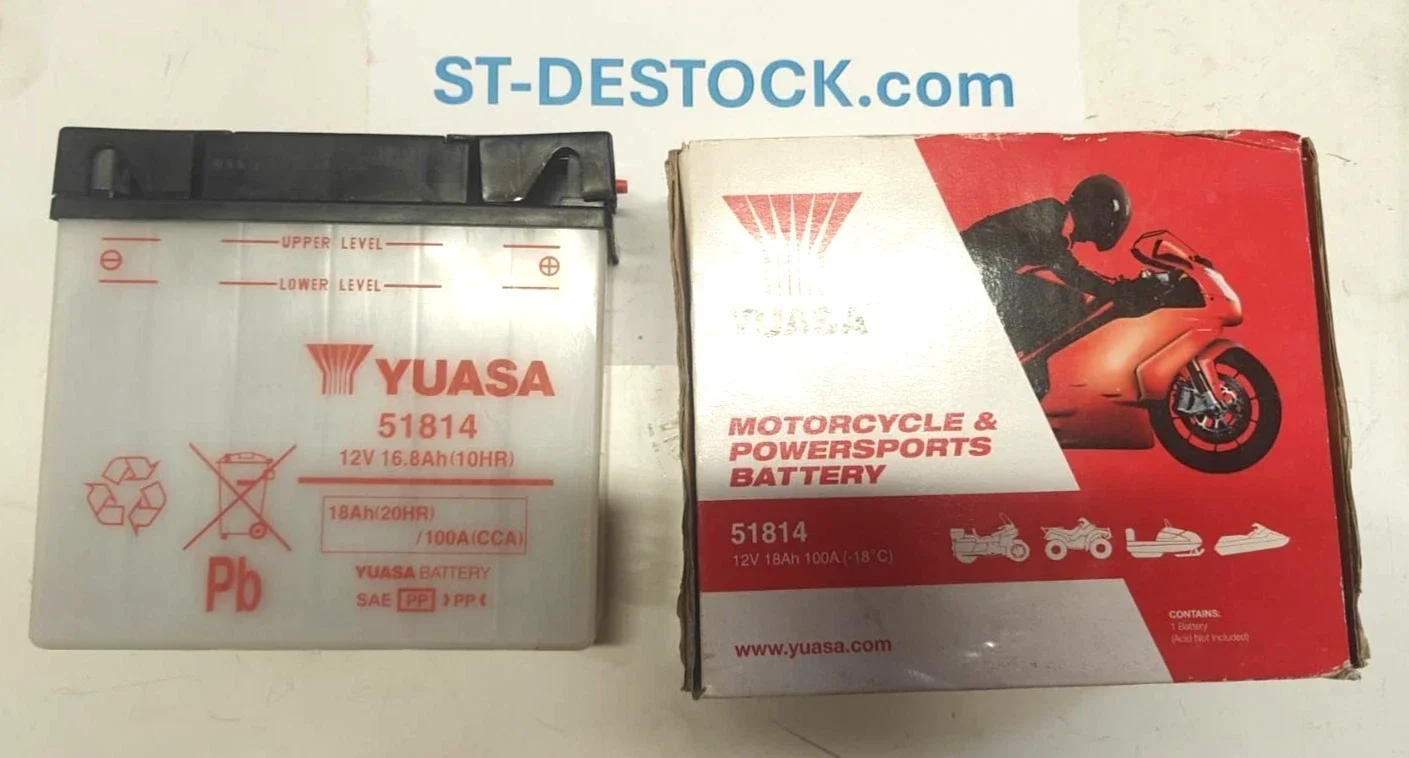 ST-DESTOCK.com
UPPER LEVEL
LOWER LEVEL
YUASA
51814
12V 16.8Ah(10HR)
18Ah(20HR)
/100A(CCA)
Pb
YUASA BATTERY
SAE PP >PP<
YUASA
MOTORCYCLE &
POWERSPORTS
BATTERY
51814
12V 18Ah 100A (-18°C)
CONTAINS:
1 Battery
(Acid Not Included)
www.yuasa.com